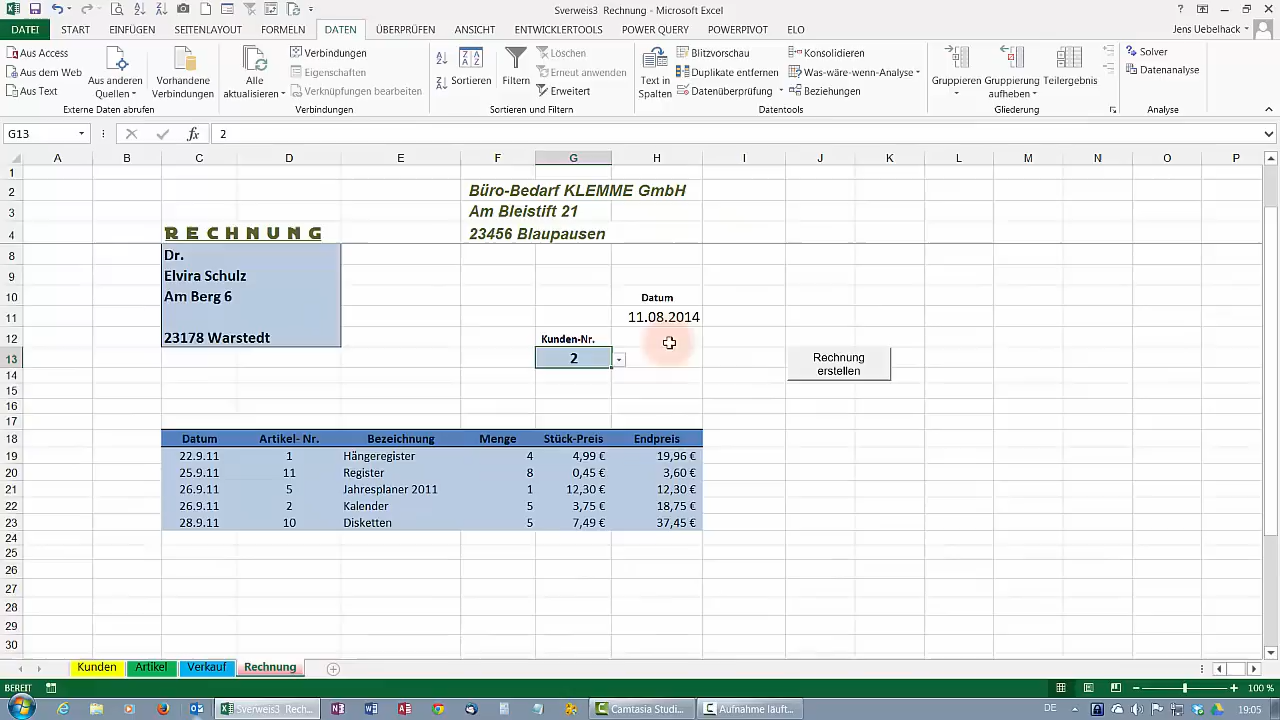 Sverweis3 Rechnung - Microsoft Excel
DATEI START EINFÜGEN SEITENLAYOUT FORMELN DATEN ÜBERPRÜFEN ANSICHT ENTWICKLERTOOLS POWER QUERY POWERPIVOT ELO Jens Uebelhack
Aus Access
Aus dem Web
Aus Text
Aus anderen Quellen
Vorhandene Verbindungen
Externe Daten abrufen
Alle aktualisieren
Verbindungen
Eigenschaften
Verknüpfungen bearbeiten
Verbindungen
Sortieren
Filtern
Löschen
Erneut anwenden
Erweitert
Sortieren und Filtern
Text in Spalten
Blitzvorschau
Duplikate entfernen
Datenüberprüfung
Konsolidieren
Was-wäre-wenn-Analyse
Beziehungen
Datentools
Gruppieren
Gruppierung aufheben
Teilergebnis
Gliederung
Solver
Datenanalyse
Analyse
G13 fx 2
A B C D E F G H I J K L M N O P
1
2 Büro-Bedarf KLEMME GmbH
3 Am Bleistift 21
4 RECHNUNG 23456 Blaupausen
8 Dr.
9 Elvira Schulz
10 Am Berg 6 Datum
11 11.08.2014
12 23178 Warstedt Kunden-Nr.
13 2 Rechnung erstellen
14
15
16
17
18 Datum Artikel- Nr. Bezeichnung Menge Stück-Preis Endpreis
19 22.9.11 1 Hängeregister 4 4,99 € 19,96 €
20 25.9.11 11 Register 8 0,45 € 3,60 €
21 26.9.11 5 Jahresplaner 2011 1 12,30 € 12,30 €
22 26.9.11 2 Kalender 5 3,75 € 18,75 €
23 28.9.11 10 Disketten 5 7,49 € 37,45 €
24
25
26
27
28
29
30
Kunden Artikel Verkauf Rechnung
BEREIT 100 %
Sverweis3 Rech... Camtasia Studi... Aufnahme läuft... DE 19:05